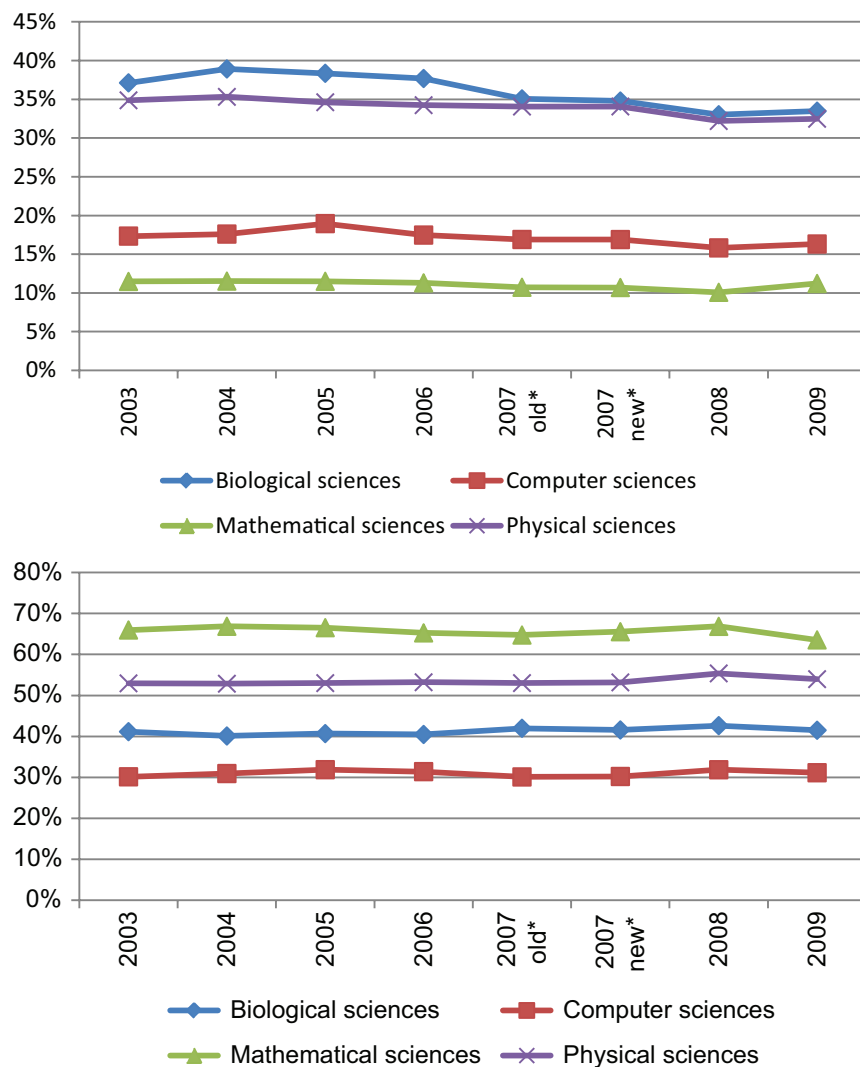 45%
40%
35%
30%
25%
20%
15%
10%
5%
0%
2003
2004
2005
2006
2007
old*
2007
new*
2008
2009
Biological sciences
Computer sciences
Mathematical sciences
Physical sciences
80%
70%
60%
50%
40%
30%
20%
10%
0%
2003
2004
2005
2006
2007
old*
2007
new*
2008
2009
Biological sciences
Computer sciences
Mathematical sciences
Physical sciences